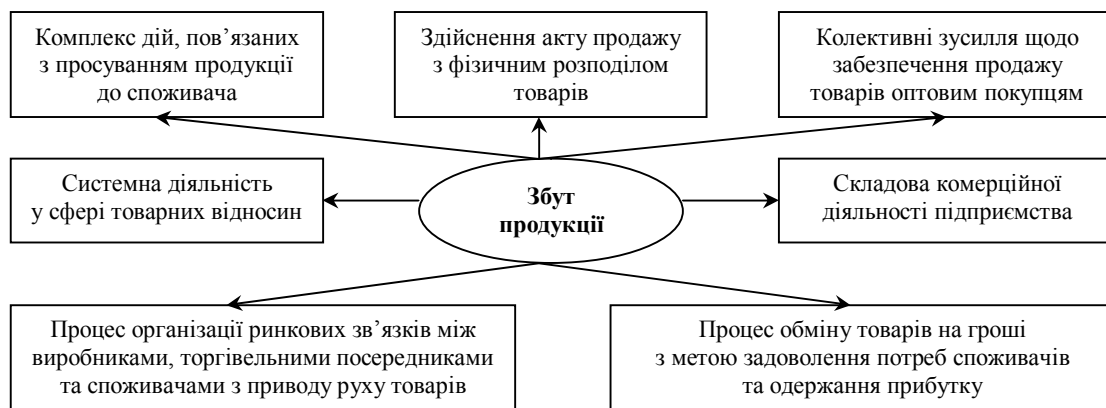 Комплекс дій, пов’язаних
з просуванням продукції
до споживача
Здійснення акту продажу
з фізичним розподілом
товарів
Колективні зусилля щодо
забезпечення продажу
товарів оптовим покупцям
Системна діяльність
у сфері товарних відносин
Збут
продукції
Складова комерційної
діяльності підприємства
Процес організації ринкових зв’язків між
виробниками, торгівельними посередниками
та споживачами з приводу руху товарів
Процес обміну товарів на гроші
з метою задоволення потреб споживачів
та одержання прибутку